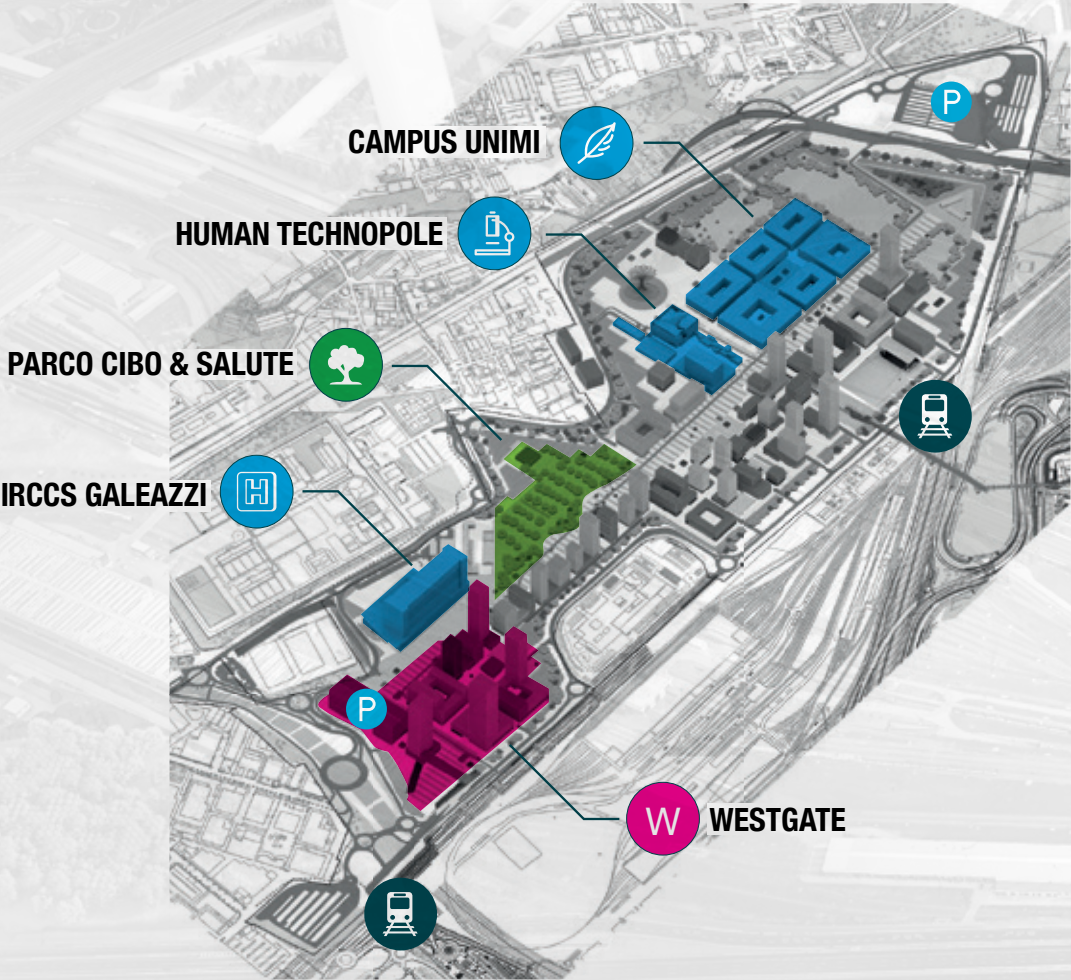 P
CAMPUS UNIMI
HUMAN TECHNOPOLE
PARCO CIBO & SALUTE
IRCCS GALEAZZI
H
P
W WESTGATE